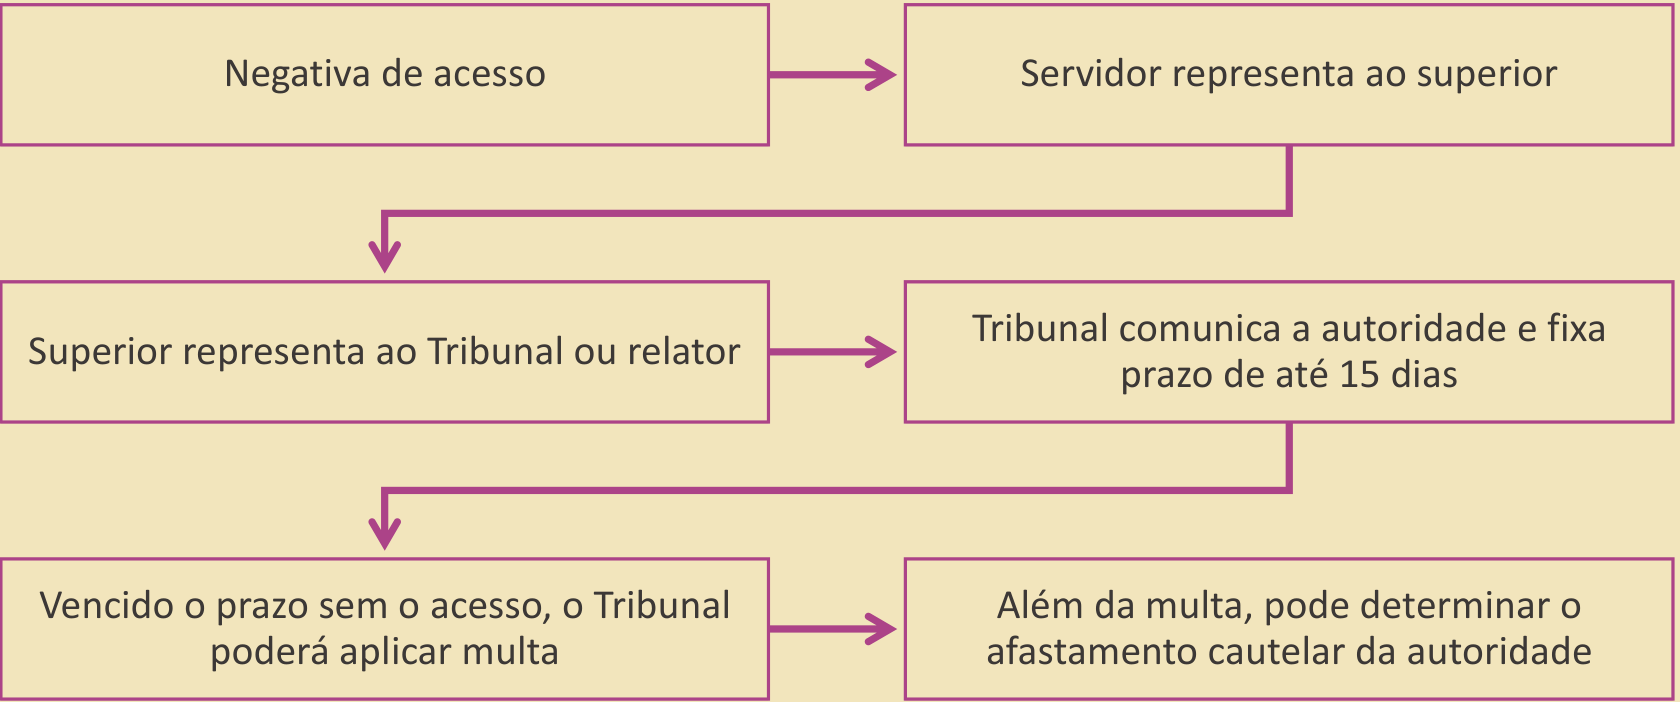 Negativa de acesso
Servidor representa ao superior
Superior representa ao Tribunal ou relator
Tribunal comunica a autoridade e fixa
prazo de até 15 dias
Vencido o prazo sem o acesso, o Tribunal
poderá aplicar multa
Além da multa, pode determinar o
afastamento cautelar da autoridade